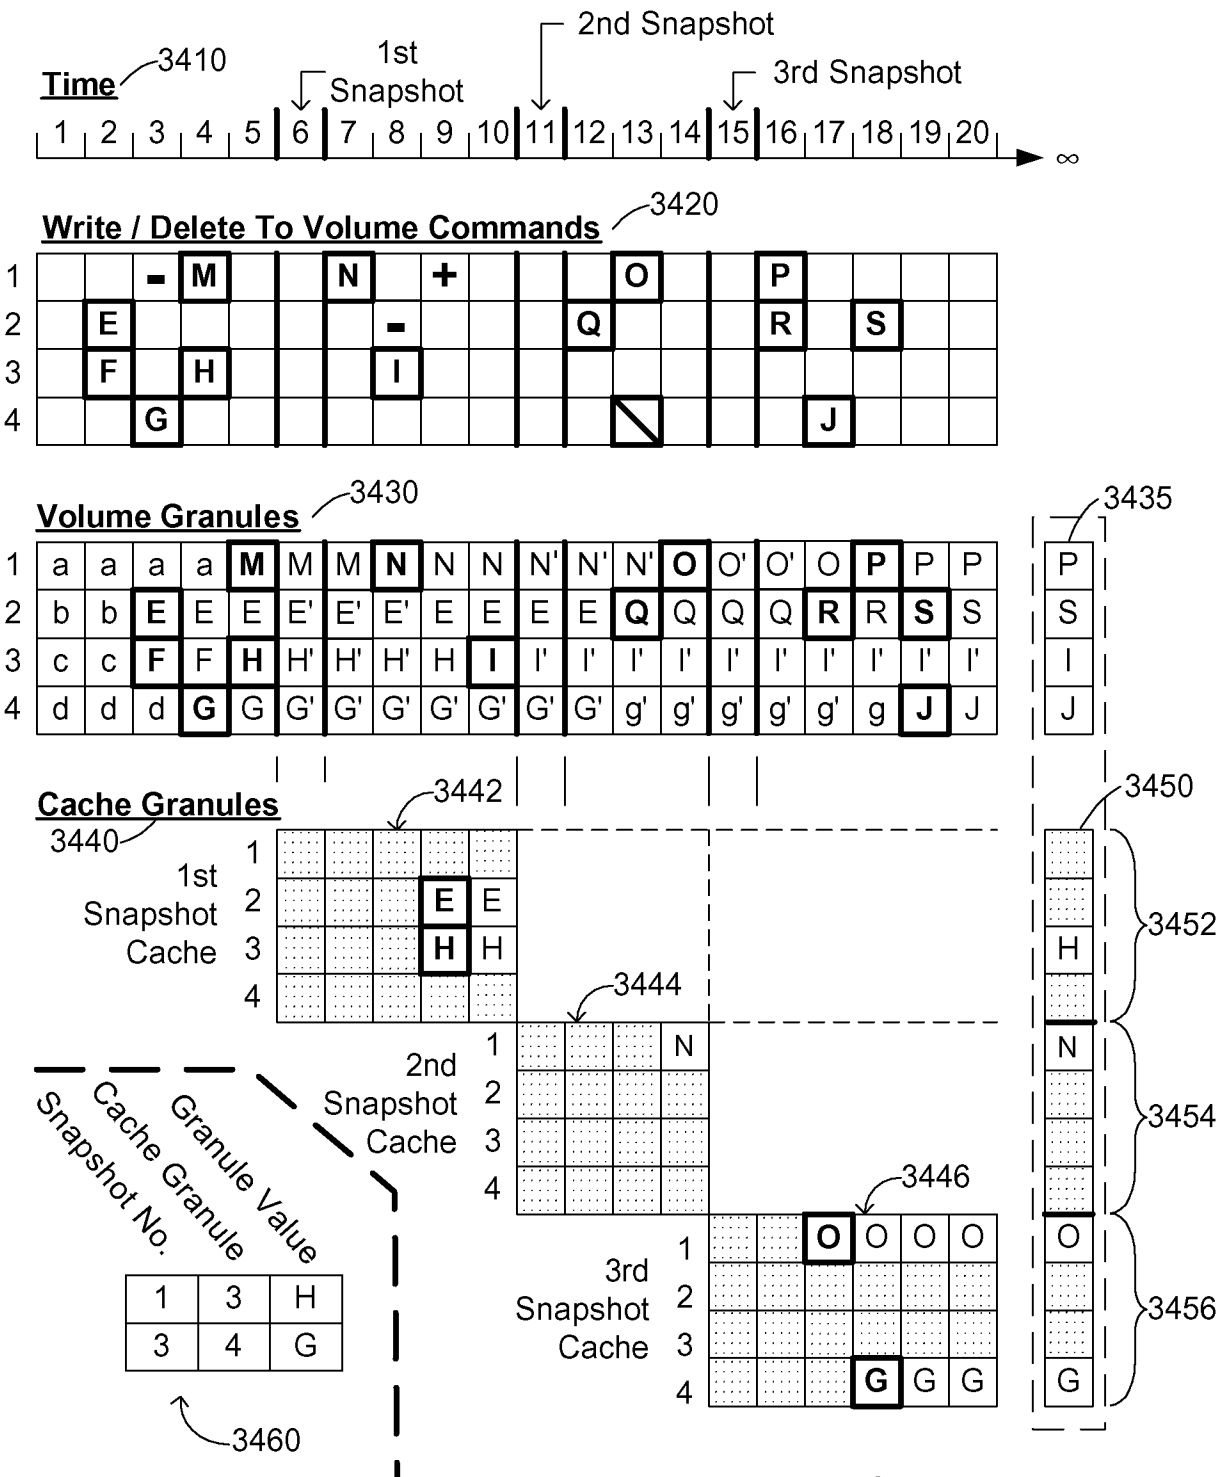 2nd Snapshot
3410
1st
Snapshot
3rd Snapshot
Time
1 2 3 4 5 6 7 8 9 10 11 12 13 14 15 16 17 18 19 20 ∞
3420
Write / Delete To Volume Commands
1 - M N + O P
2 E - Q R S
3 F H I
4 G \ J
3430
Volume Granules
3435
1 a a a a M M M N N N N' N' N' O O' O' O P P P P
2 b b E E E E' E' E' E E E E Q Q Q Q R R S S S
3 c c F F H H' H' H' H I I' I' I' I' I' I' I' I' I' I' I
4 d d d G G G' G' G' G' G' G' G' g' g' g' g' g' g J J J
Cache Granules
3440
3442
3450
1st
Snapshot
Cache
1
2 E E
3 H H H
4
3452
3444
2nd
Snapshot
Cache
1 N N
2
3
4
3454
3446
3rd
Snapshot
Cache
1 O O O O O
2
3
4 G G G G
3456
Snapshot No.
Cache Granule
Granule Value
1 3 H
3 4 G
3460